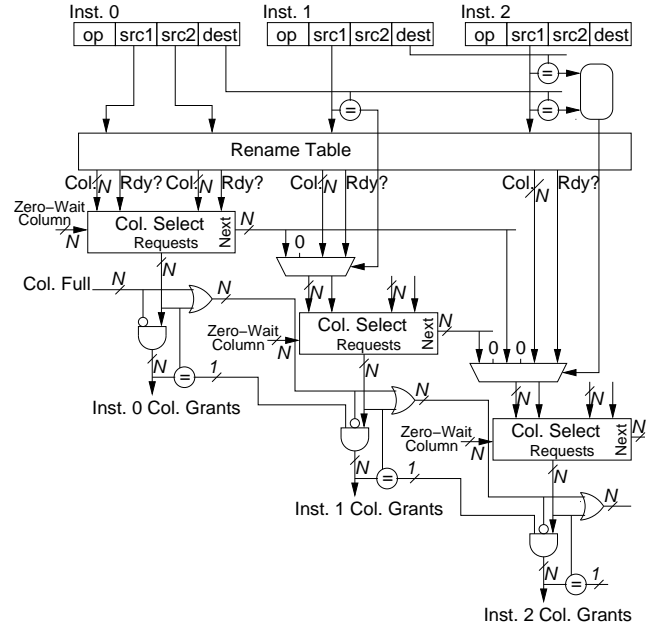 Inst. 0 Inst. 1 Inst. 2
op src1 src2 dest op src1 src2 dest op src1 src2 dest
=
= =
Rename Table
Col. N Rdy? Col. N Rdy? Col. N Rdy? Col. N Rdy?
Zero−Wait
Column
N
Col. Select
Requests
Next
N
0
N
Col. Full N
N
N N
Zero−Wait
Column
N
Col. Select
Requests
Next
N
0 0
N
= 1
Inst. 0 Col. Grants
N
N
N N
Zero−Wait
Column
N
Col. Select
Requests
Next
N
N
= 1
Inst. 1 Col. Grants
N
N
N
= 1
Inst. 2 Col. Grants